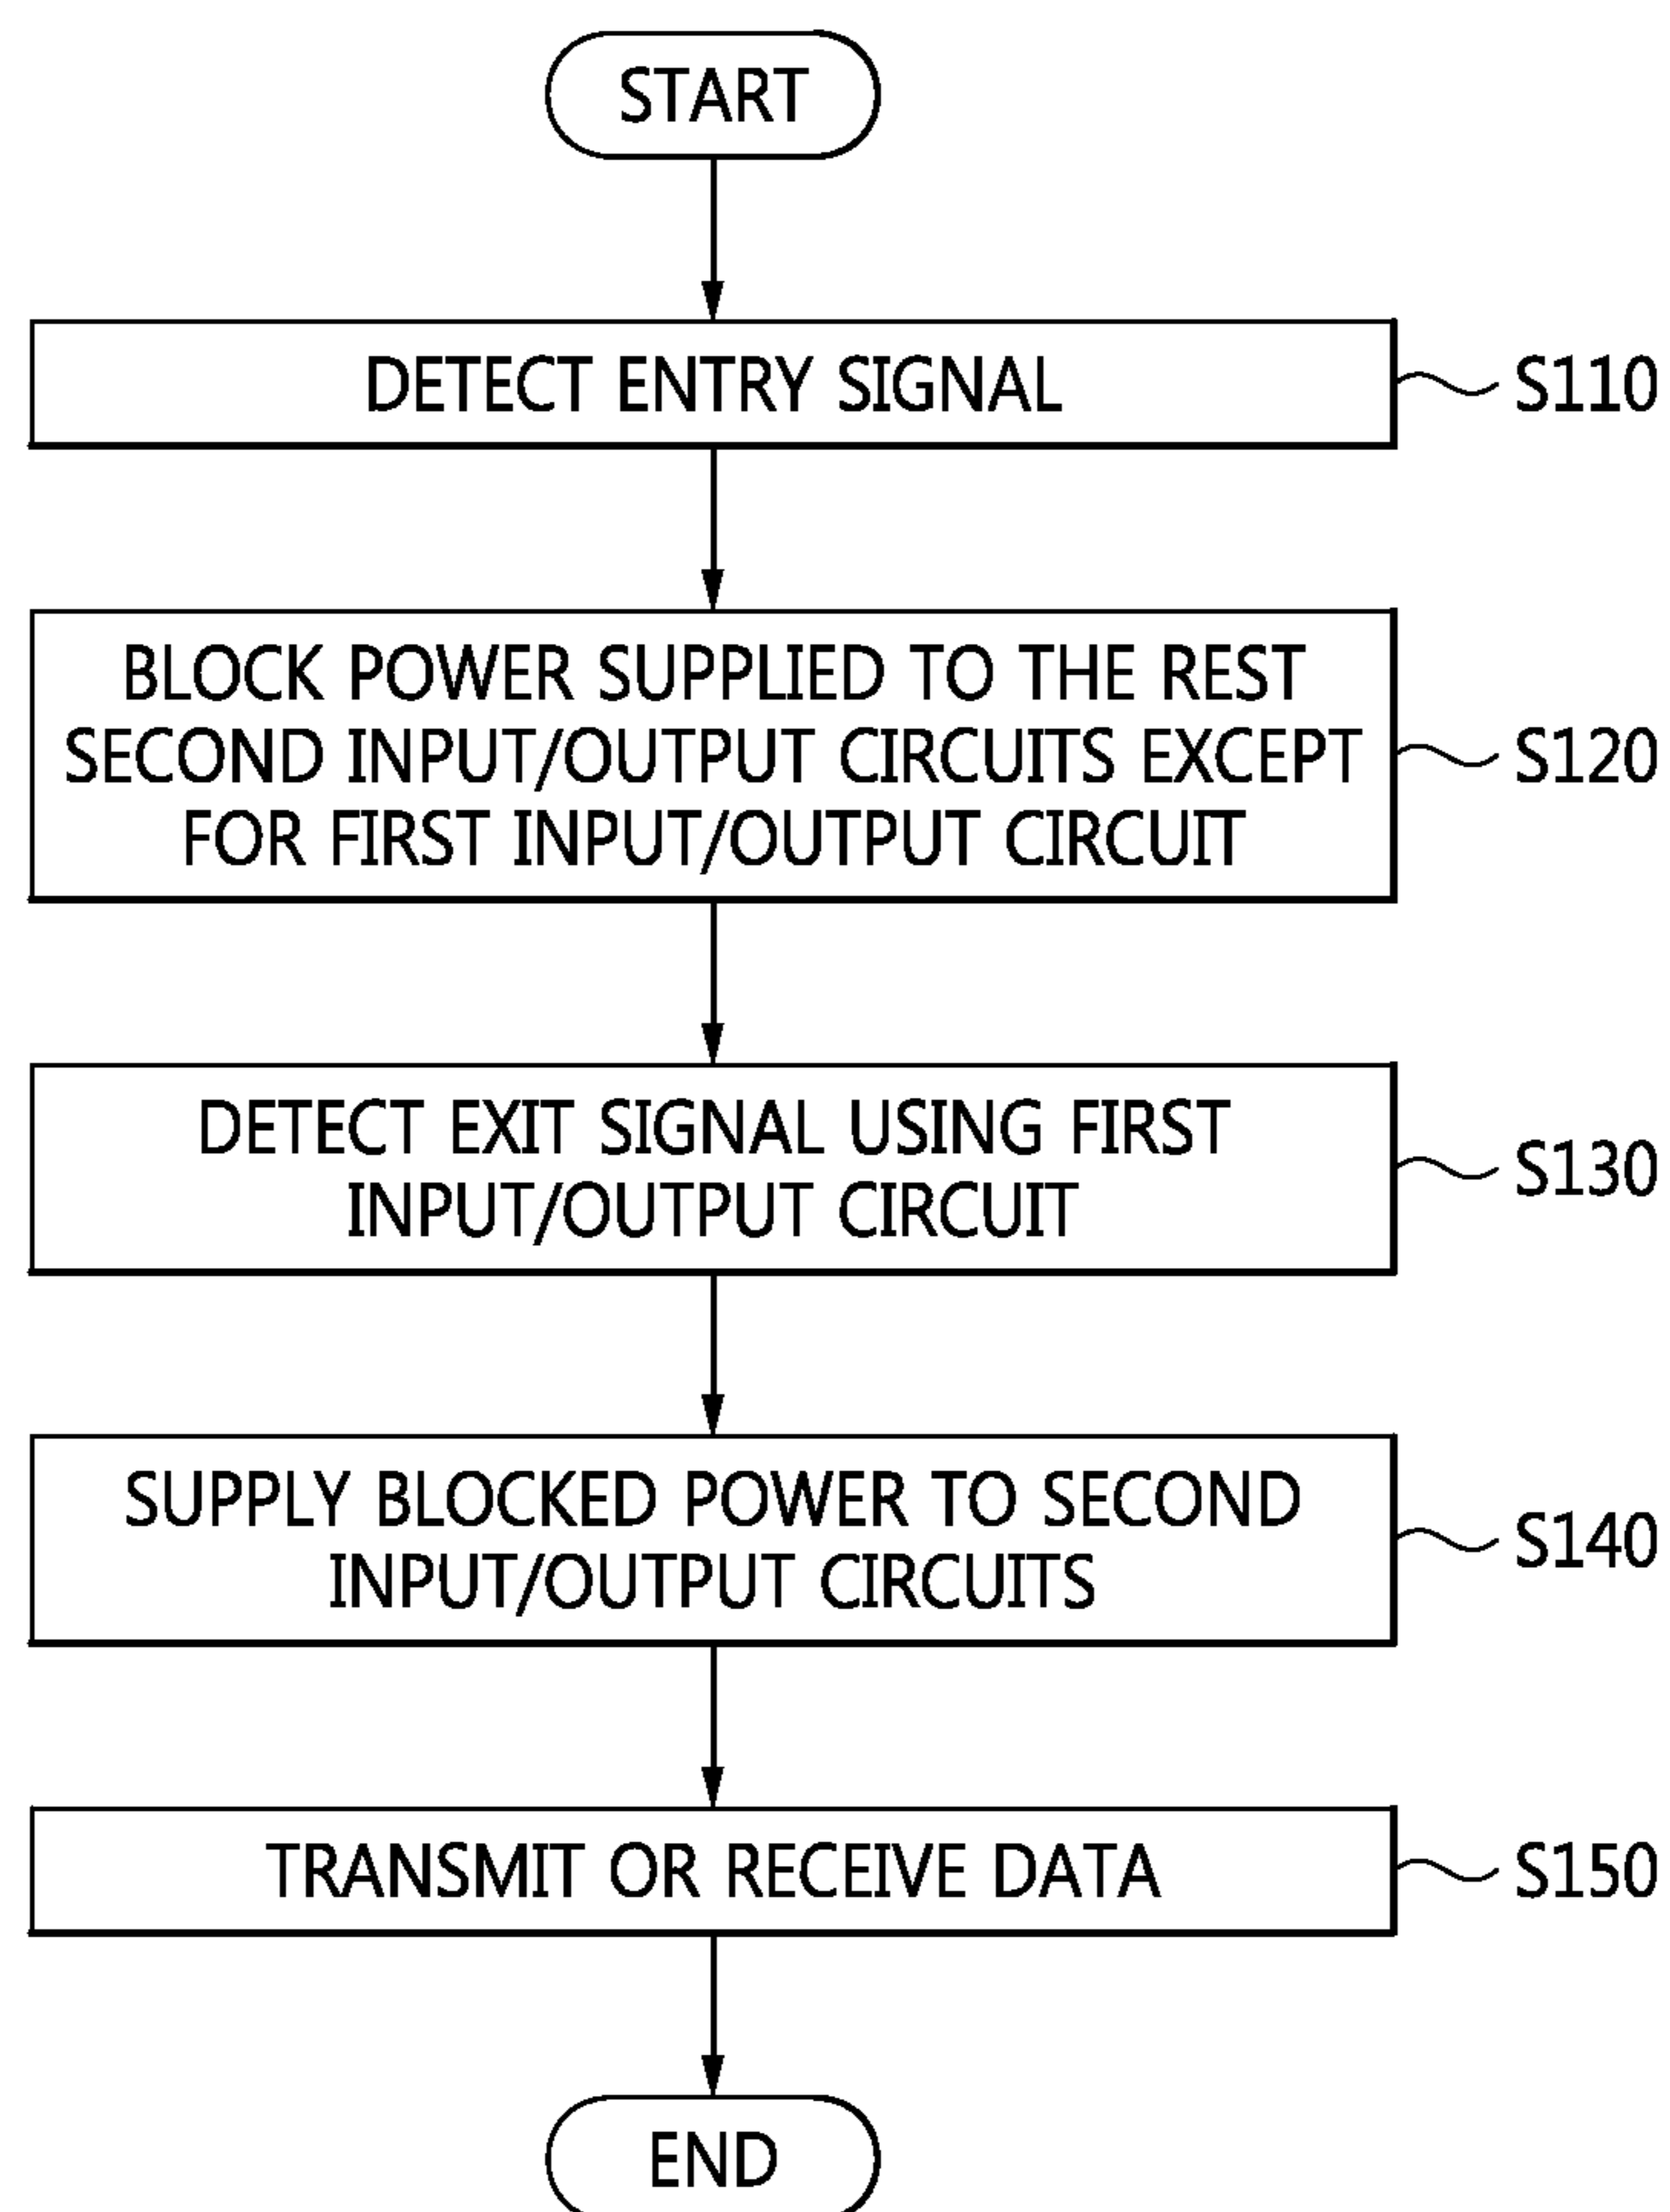 START
DETECT ENTRY SIGNAL
S110
BLOCK POWER SUPPLIED TO THE REST
SECOND INPUT/OUTPUT CIRCUITS EXCEPT
FOR FIRST INPUT/OUTPUT CIRCUIT
S120
DETECT EXIT SIGNAL USING FIRST
INPUT/OUTPUT CIRCUIT
S130
SUPPLY BLOCKED POWER TO SECOND
INPUT/OUTPUT CIRCUITS
S140
TRANSMIT OR RECEIVE DATA
S150
END